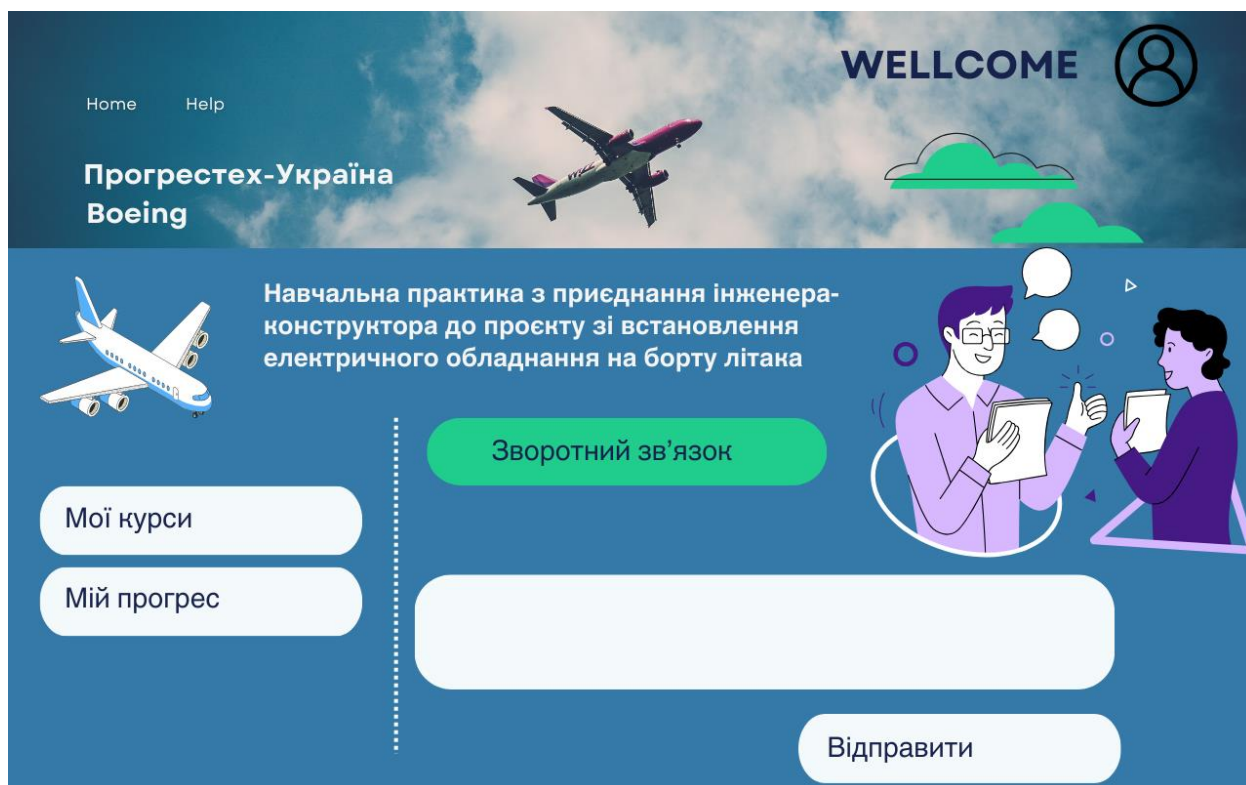 WELLCOME
Home Help
Прогрестех-Україна
Boeing
Навчальна практика з приєднання інженера-
конструктора до проєкту зі встановлення
електричного обладнання на борту літака
Зворотний зв’язок
Мої курси
Мій прогрес
Відправити